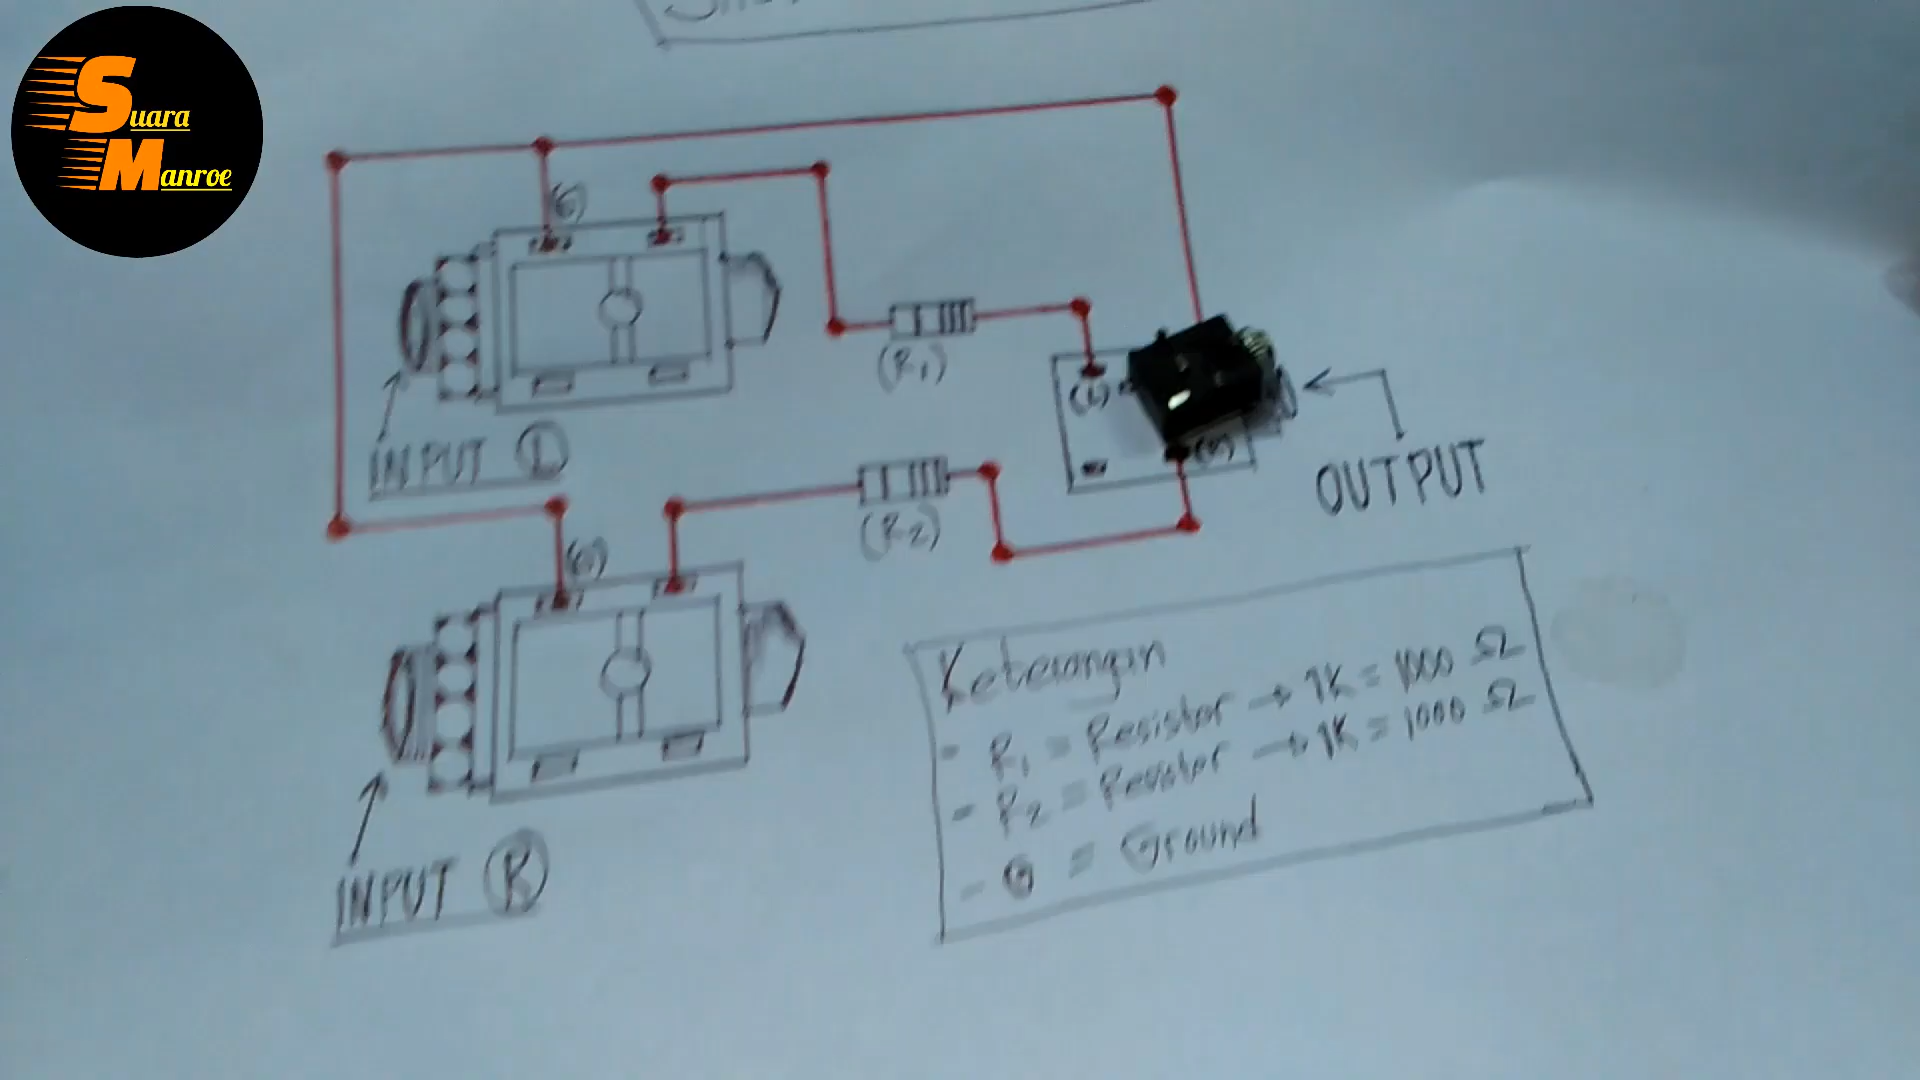 Suara
Manroe
(G)
(R1)
(L)
INPUT L
(R)
OUTPUT
(R2)
(G)
Keterangan
- R1 = Resistor → 1K = 1000 Ω
- R2 = Resistor → 1K = 1000 Ω
- G = Ground
INPUT R